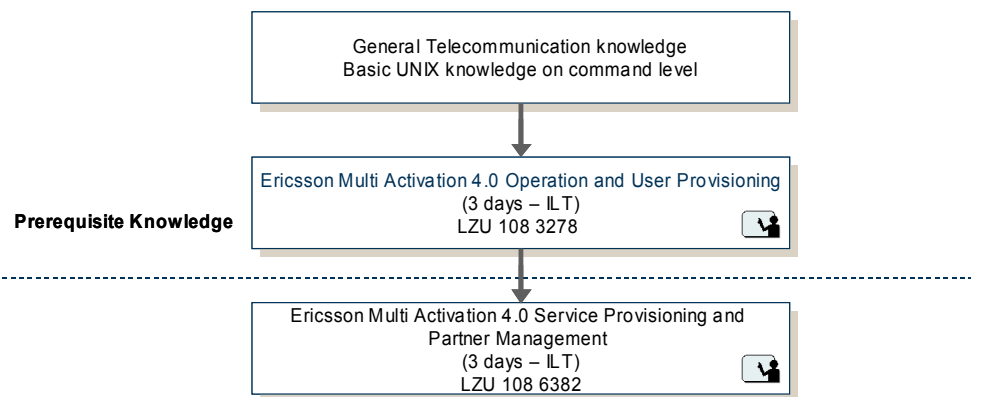 General Telecommunication knowledge
Basic UNIX knowledge on command level
Ericsson Multi Activation 4.0 Operation and User Provisioning
(3 days – ILT)
LZU 108 3278
Prerequisite Knowledge
Ericsson Multi Activation 4.0 Service Provisioning and
Partner Management
(3 days – ILT)
LZU 108 6382